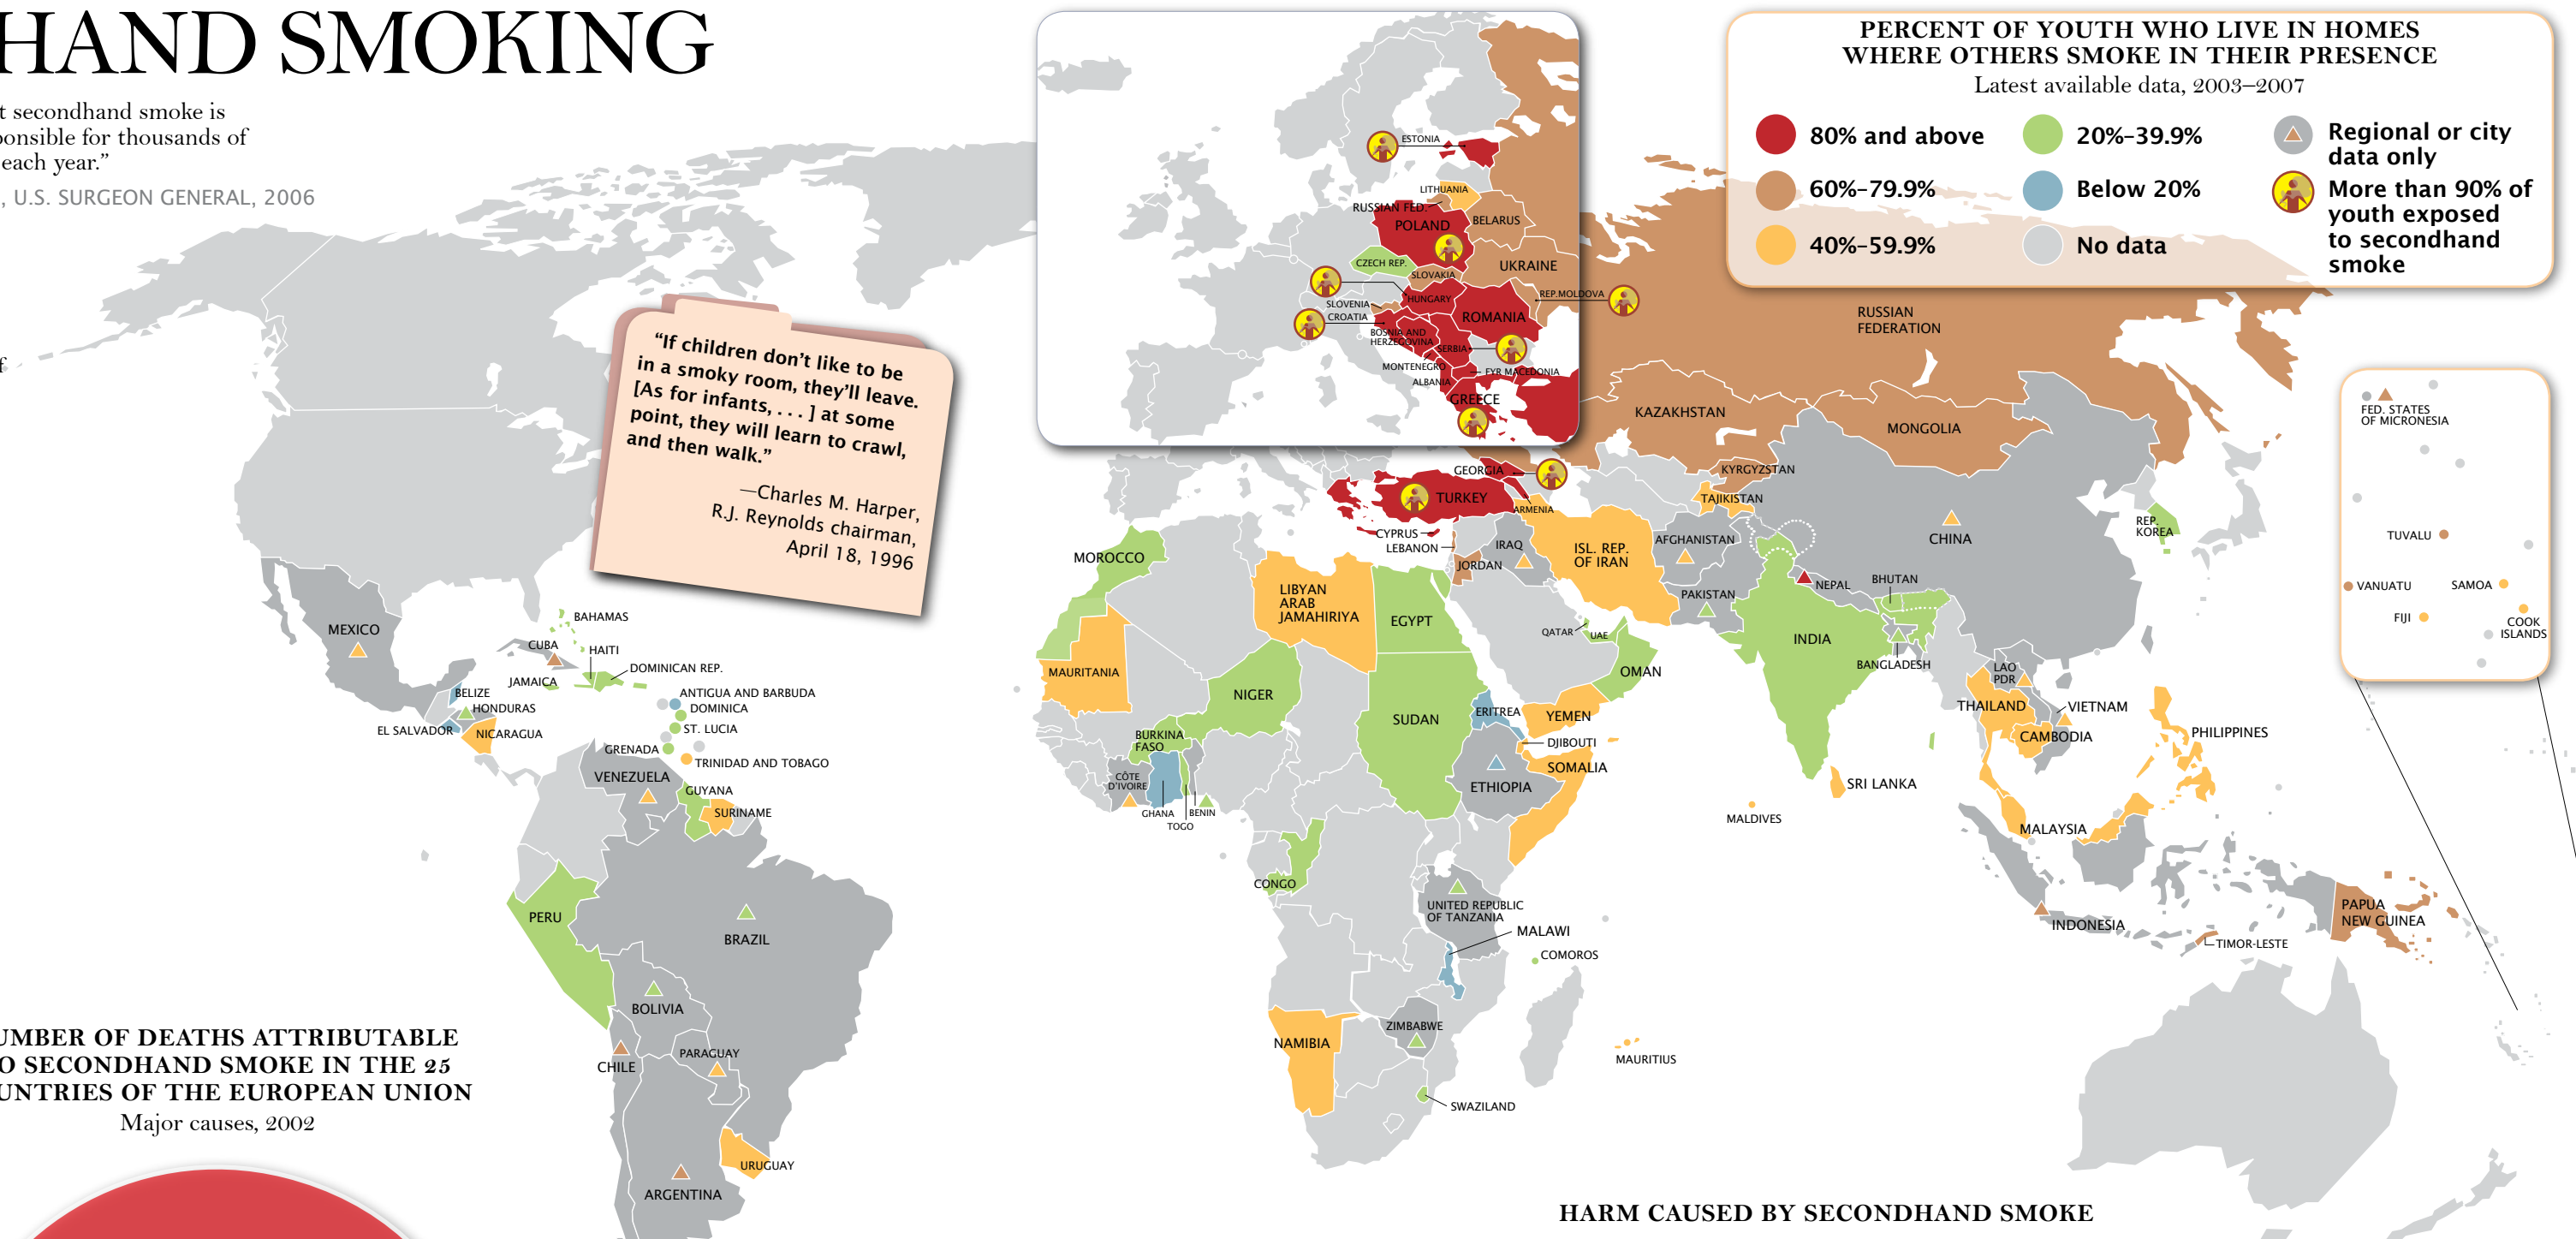 HAND SMOKING
t secondhand smoke is
ponsible for thousands of
each year.”
, U.S. SURGEON GENERAL, 2006
f
“If children don’t like to be
in a smoky room, they’ll leave.
[As for infants, . . . ] at some
point, they will learn to crawl,
and then walk.”
—Charles M. Harper,
R.J. Reynolds chairman,
April 18, 1996
PERCENT OF YOUTH WHO LIVE IN HOMES
WHERE OTHERS SMOKE IN THEIR PRESENCE
Latest available data, 2003–2007
80% and above
60%–79.9%
40%–59.9%
20%–39.9%
Below 20%
No data
Regional or city
data only
More than 90% of
youth exposed
to secondhand
smoke
ESTONIA
LITHUANIA
RUSSIAN FED.
POLAND
BELARUS
CZECH REP.
SLOVAKIA
UKRAINE
HUNGARY
REP.MOLDOVA
SLOVENIA
CROATIA
ROMANIA
BOSNIA AND
HERZEGOVINA
SERBIA
MONTENEGRO
FYR MACEDONIA
ALBANIA
GREECE
RUSSIAN
FEDERATION
KAZAKHSTAN
MONGOLIA
KYRGYZSTAN
TAJIKISTAN
GEORGIA
TURKEY
ARMENIA
CYPRUS
LEBANON
IRAQ
JORDAN
ISL. REP.
OF IRAN
AFGHANISTAN
CHINA
REP.
KOREA
PAKISTAN
NEPAL
BHUTAN
QATAR
UAE
OMAN
INDIA
BANGLADESH
LAO
PDR
THAILAND
VIETNAM
CAMBODIA
PHILIPPINES
YEMEN
SRI LANKA
MALDIVES
MALAYSIA
INDONESIA
TIMOR-LESTE
PAPUA
NEW GUINEA
FED. STATES
OF MICRONESIA
TUVALU
VANUATU
SAMOA
FIJI
COOK
ISLANDS
MOROCCO
LIBYAN
ARAB
JAMAHIRIYA
EGYPT
MAURITANIA
NIGER
SUDAN
ERITREA
DJIBOUTI
SOMALIA
ETHIOPIA
BURKINA
FASO
CÔTE
D’IVOIRE
GHANA
TOGO
BENIN
CONGO
UNITED REPUBLIC
OF TANZANIA
MALAWI
COMOROS
ZIMBABWE
NAMIBIA
MAURITIUS
SWAZILAND
MEXICO
BAHAMAS
CUBA
HAITI
DOMINICAN REP.
JAMAICA
BELIZE
HONDURAS
EL SALVADOR
NICARAGUA
ANTIGUA AND BARBUDA
DOMINICA
ST. LUCIA
GRENADA
TRINIDAD AND TOBAGO
VENEZUELA
GUYANA
SURINAME
PERU
BRAZIL
BOLIVIA
PARAGUAY
CHILE
URUGUAY
ARGENTINA
UMBER OF DEATHS ATTRIBUTABLE
O SECONDHAND SMOKE IN THE 25
UNTRIES OF THE EUROPEAN UNION
Major causes, 2002
HARM CAUSED BY SECONDHAND SMOKE